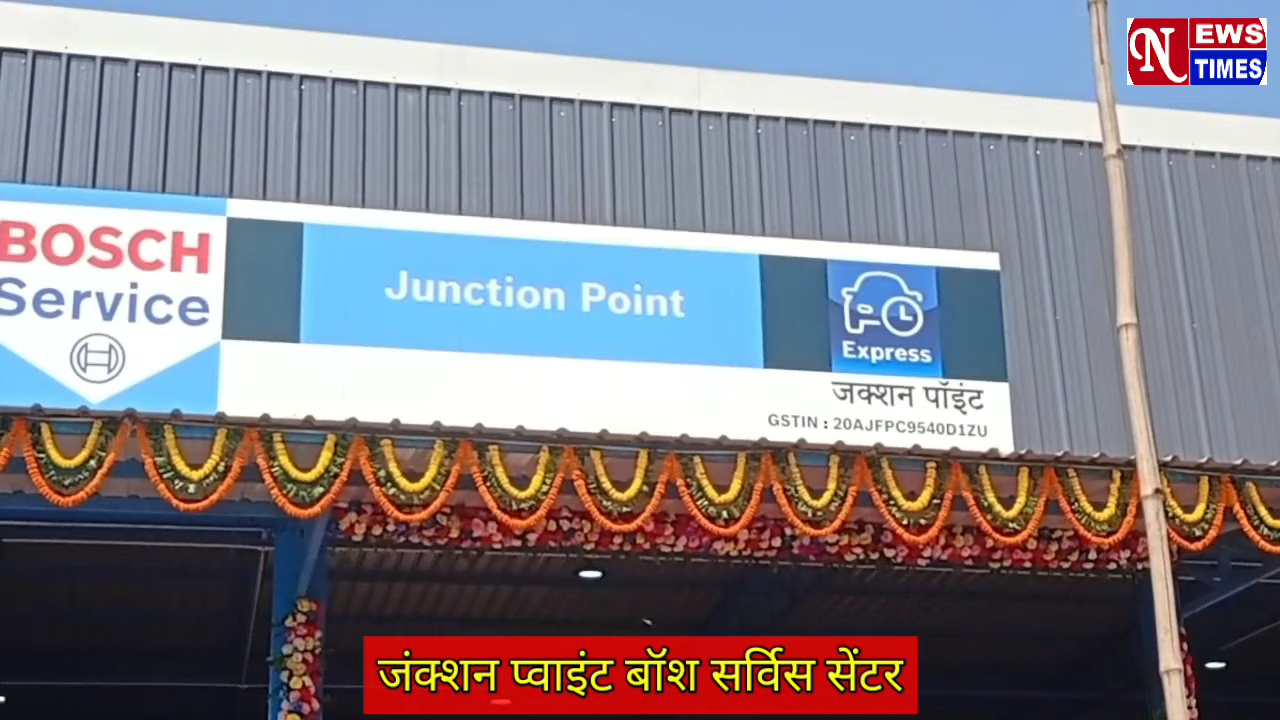 NEWS
TIMES
BOSCH
Service
Junction Point
Express
जक्शन पॉइंट
GSTIN : 20AJFPC9540D1ZU
जंक्शन प्वाइंट बॉश सर्विस सेंटर